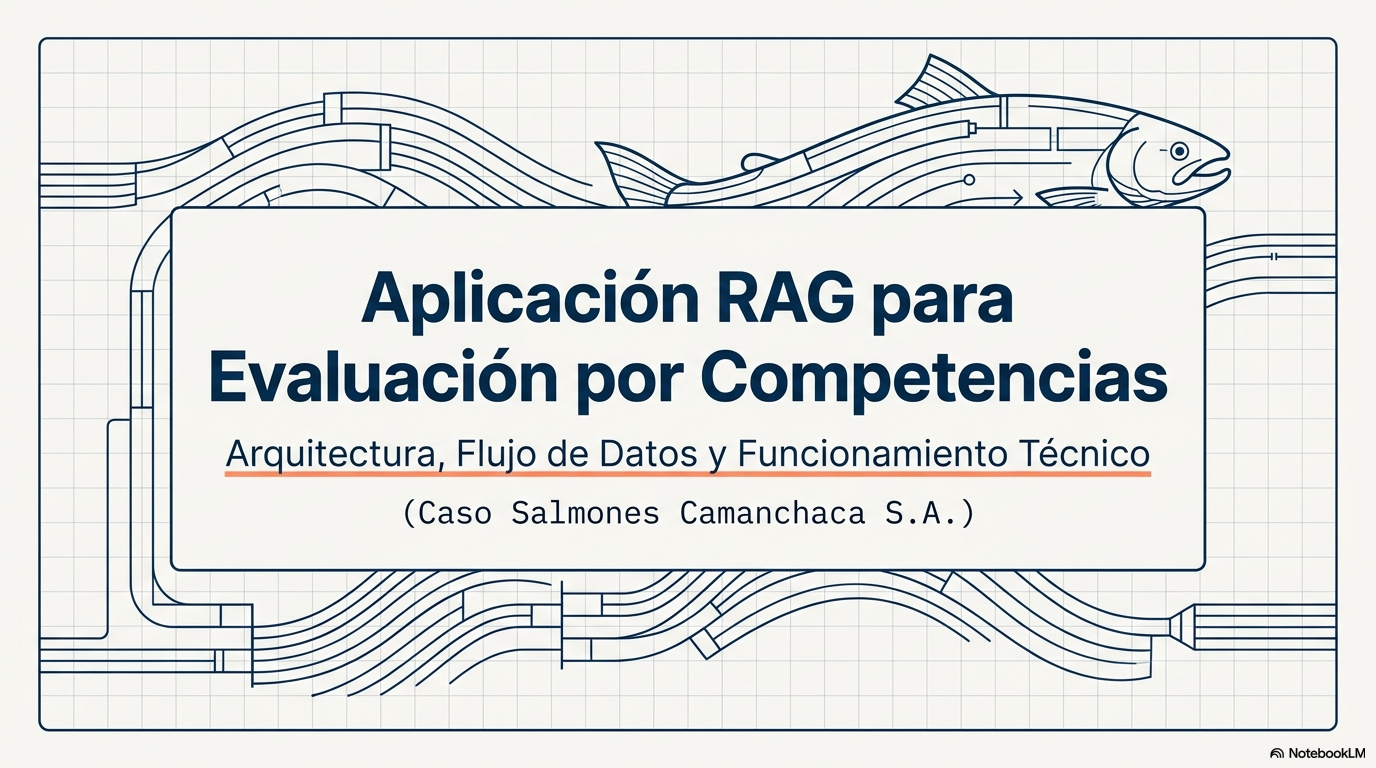 Aplicación RAG para
Evaluación por Competencias
Arquitectura, Flujo de Datos y Funcionamiento Técnico
(Caso Salmones Camanchaca S.A.)
NotebookLM